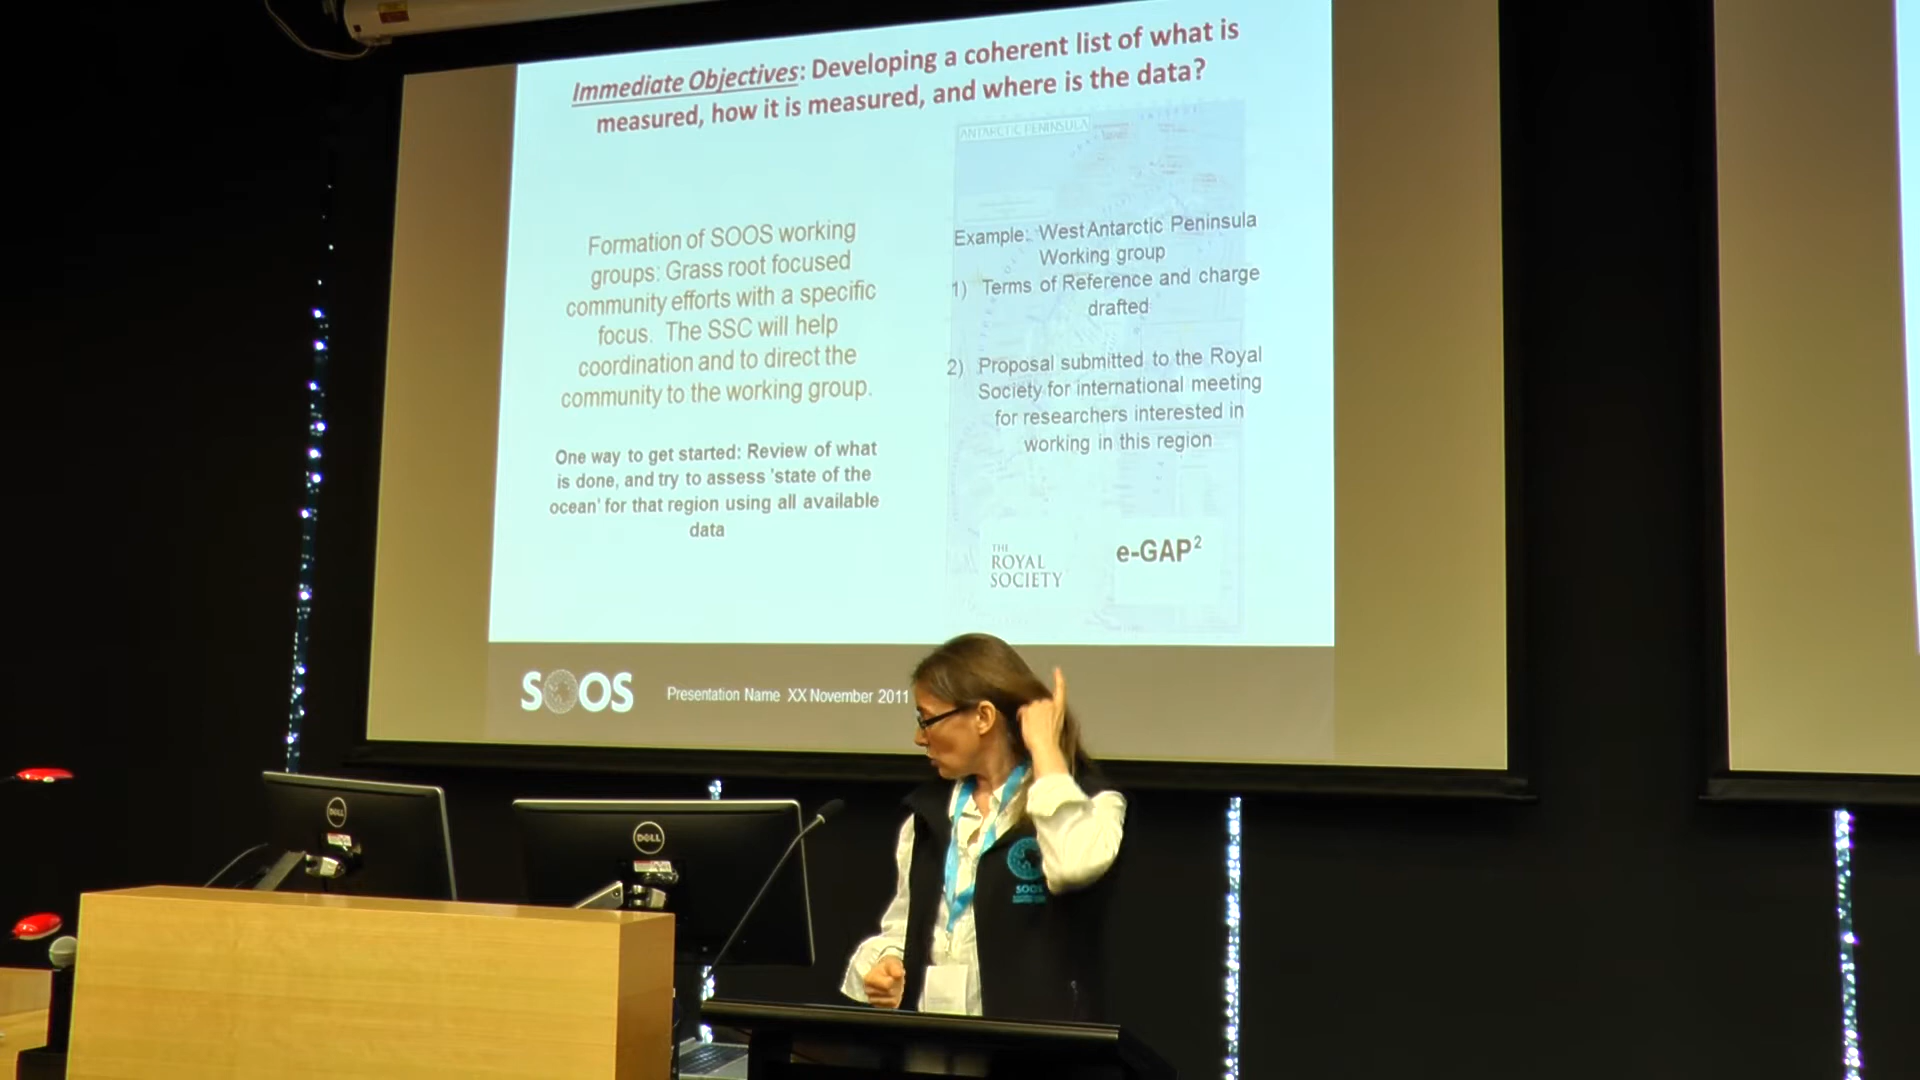 Immediate Objectives: Developing a coherent list of what is
measured, how it is measured, and where is the data?
Formation of SOOS working
groups: Grass root focused
community efforts with a specific
focus. The SSC will help
coordination and to direct the
community to the working group.
One way to get started: Review of what
is done, and try to assess 'state of the
ocean' for that region using all available
data
ANTARCTIC PENINSULA
Example: West Antarctic Peninsula
Working group
1) Terms of Reference and charge
drafted
2) Proposal submitted to the Royal
Society for international meeting
for researchers interested in
working in this region
THE
ROYAL
SOCIETY
e-GAP²
SOOS
Presentation Name XX November 2011
DELL
DELL
SOOS